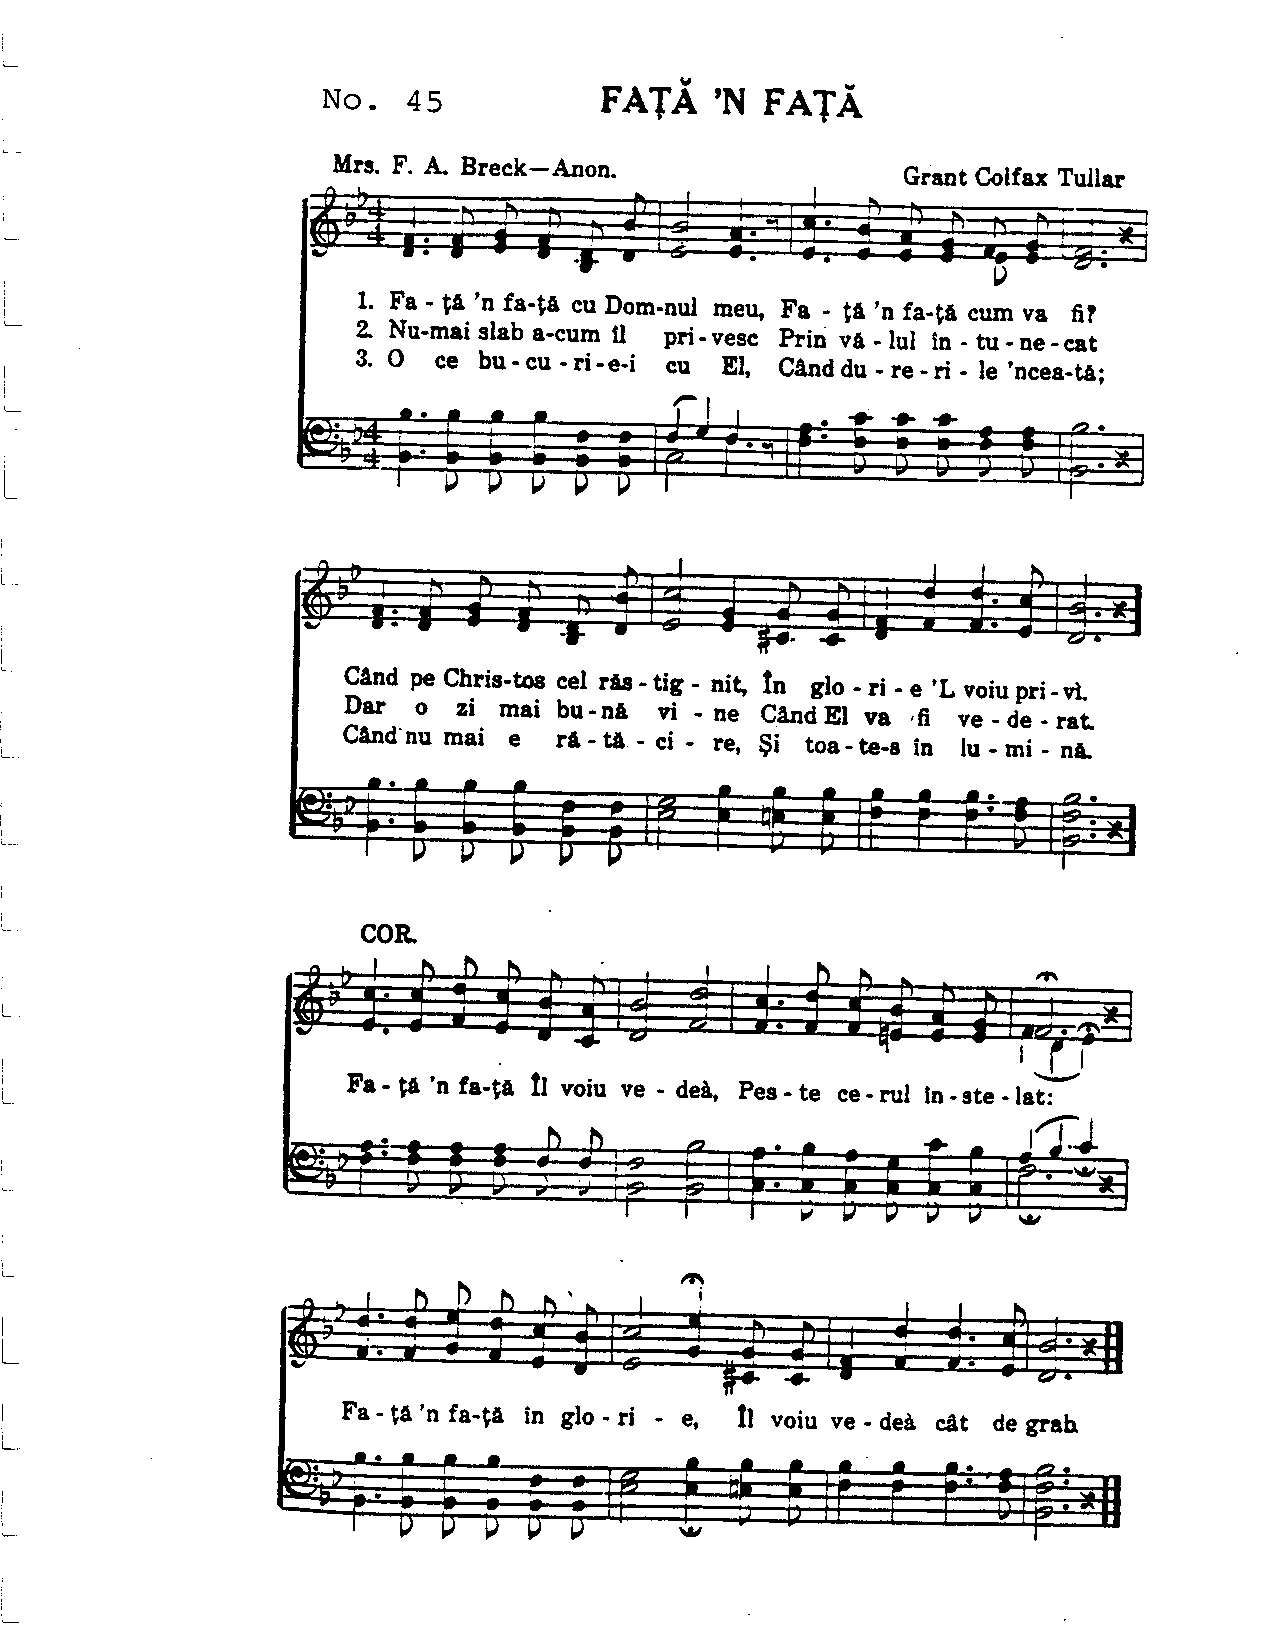 No. 45 FAȚĂ 'N FAȚĂ
Mrs. F. A. Breck—Anon. Grant Colfax Tullar
1. Fa - ță 'n fa-ță cu Dom-nul meu, Fa - ță 'n fa-ță cum va fi?
2. Nu-mai slab a-cum îl pri-vesc Prin vă - lul în - tu - ne-cat
3. O ce bu-cu-ri-e-i cu El, Când du - re - ri - le 'ncea-tă;
Când pe Chris-tos cel răs - tig - nit, În glo - ri - e 'L voiu pri-vì.
Dar o zi mai bu-nă vi - ne Când El va fi ve - de - rat.
Când nu mai e ră - tă - ci - re, Și toa-te-s în lu - mi - nă.
COR.
Fa - ță 'n fa-ță Îl voiu ve - deà, Pes - te ce - rul în-ste-lat:
Fa - ță 'n fa-ță în glo - ri - e, Îl voiu ve - deà cât de grab.